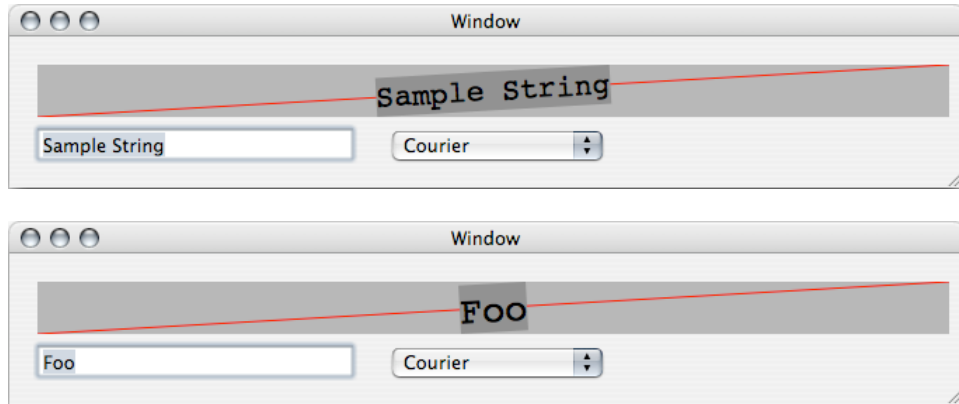 Window
Sample String
Sample String Courier
Window
Foo
Foo Courier